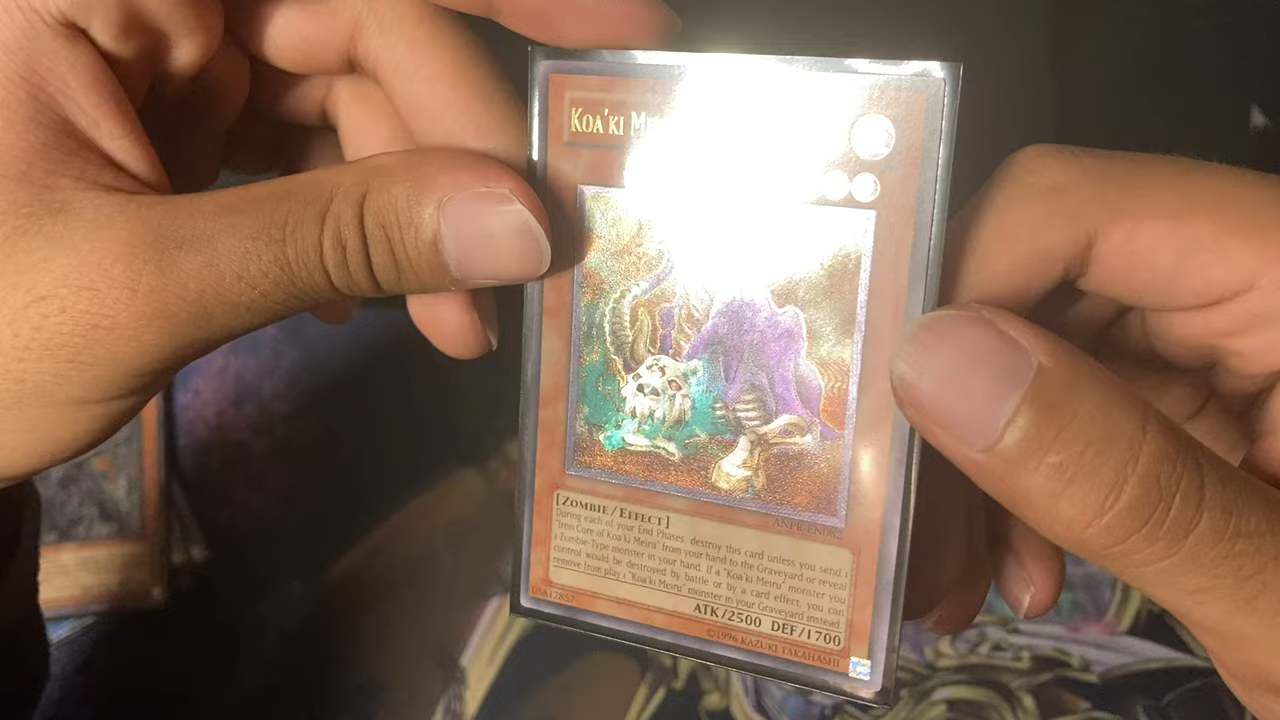 KOA'KI
ANPR-EN082
[ZOMBIE/EFFECT]
During each of your End Phases, destroy this card unless you send 1
"Iron Core of Koa'ki Meiru" from your hand to the Graveyard or reveal
1 Zombie-Type monster in your hand. If a "Koa'ki Meiru" monster you
control would be destroyed by battle or by a card effect, you can
remove from play 1 "Koa'ki Meiru" monster in your Graveyard instead.
ATK/2500 DEF/1700
©1996 KAZUKI TAKAHASHI